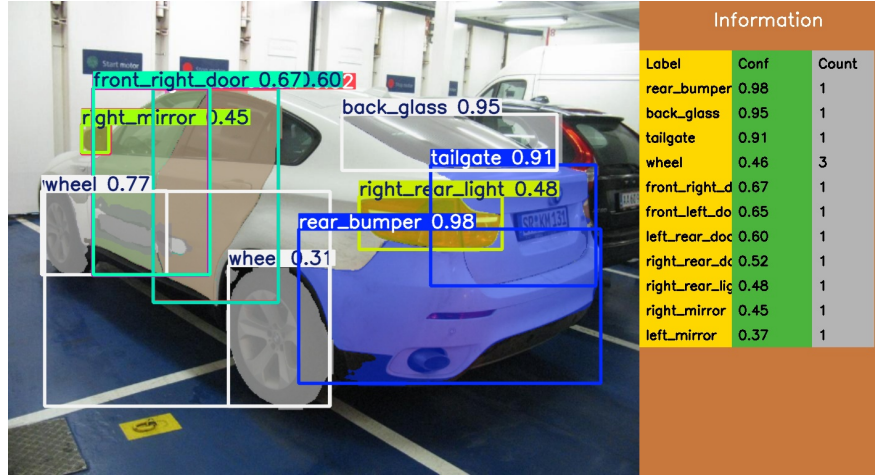 Information
Label Conf Count
rear_bumper 0.98 1
back_glass 0.95 1
tailgate 0.91 1
wheel 0.46 3
front_right_d 0.67 1
front_left_do 0.65 1
left_rear_doo 0.60 1
right_rear_do 0.52 1
right_rear_lig 0.48 1
right_mirror 0.45 1
left_mirror 0.37 1
Start motor
front_right_door 0.67 0.60 2
back_glass 0.95
right_mirror 0.45
tailgate 0.91
wheel 0.77
right_rear_light 0.48
rear_bumper 0.98
wheel 0.31